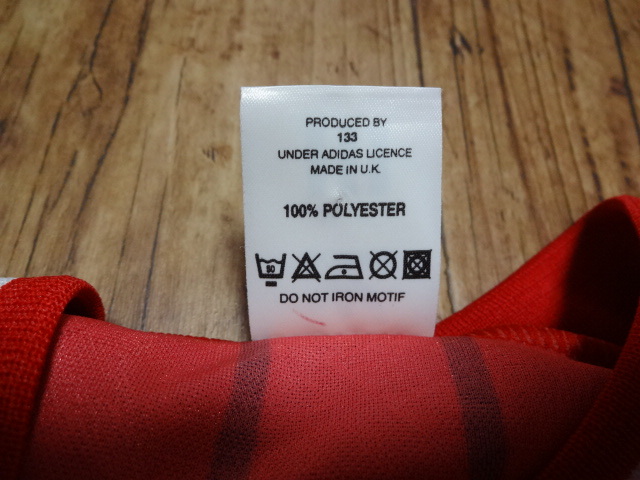 PRODUCED BY
133
UNDER ADIDAS LICENCE
MADE IN U.K.
100% POLYESTER
DO NOT IRON MOTIF